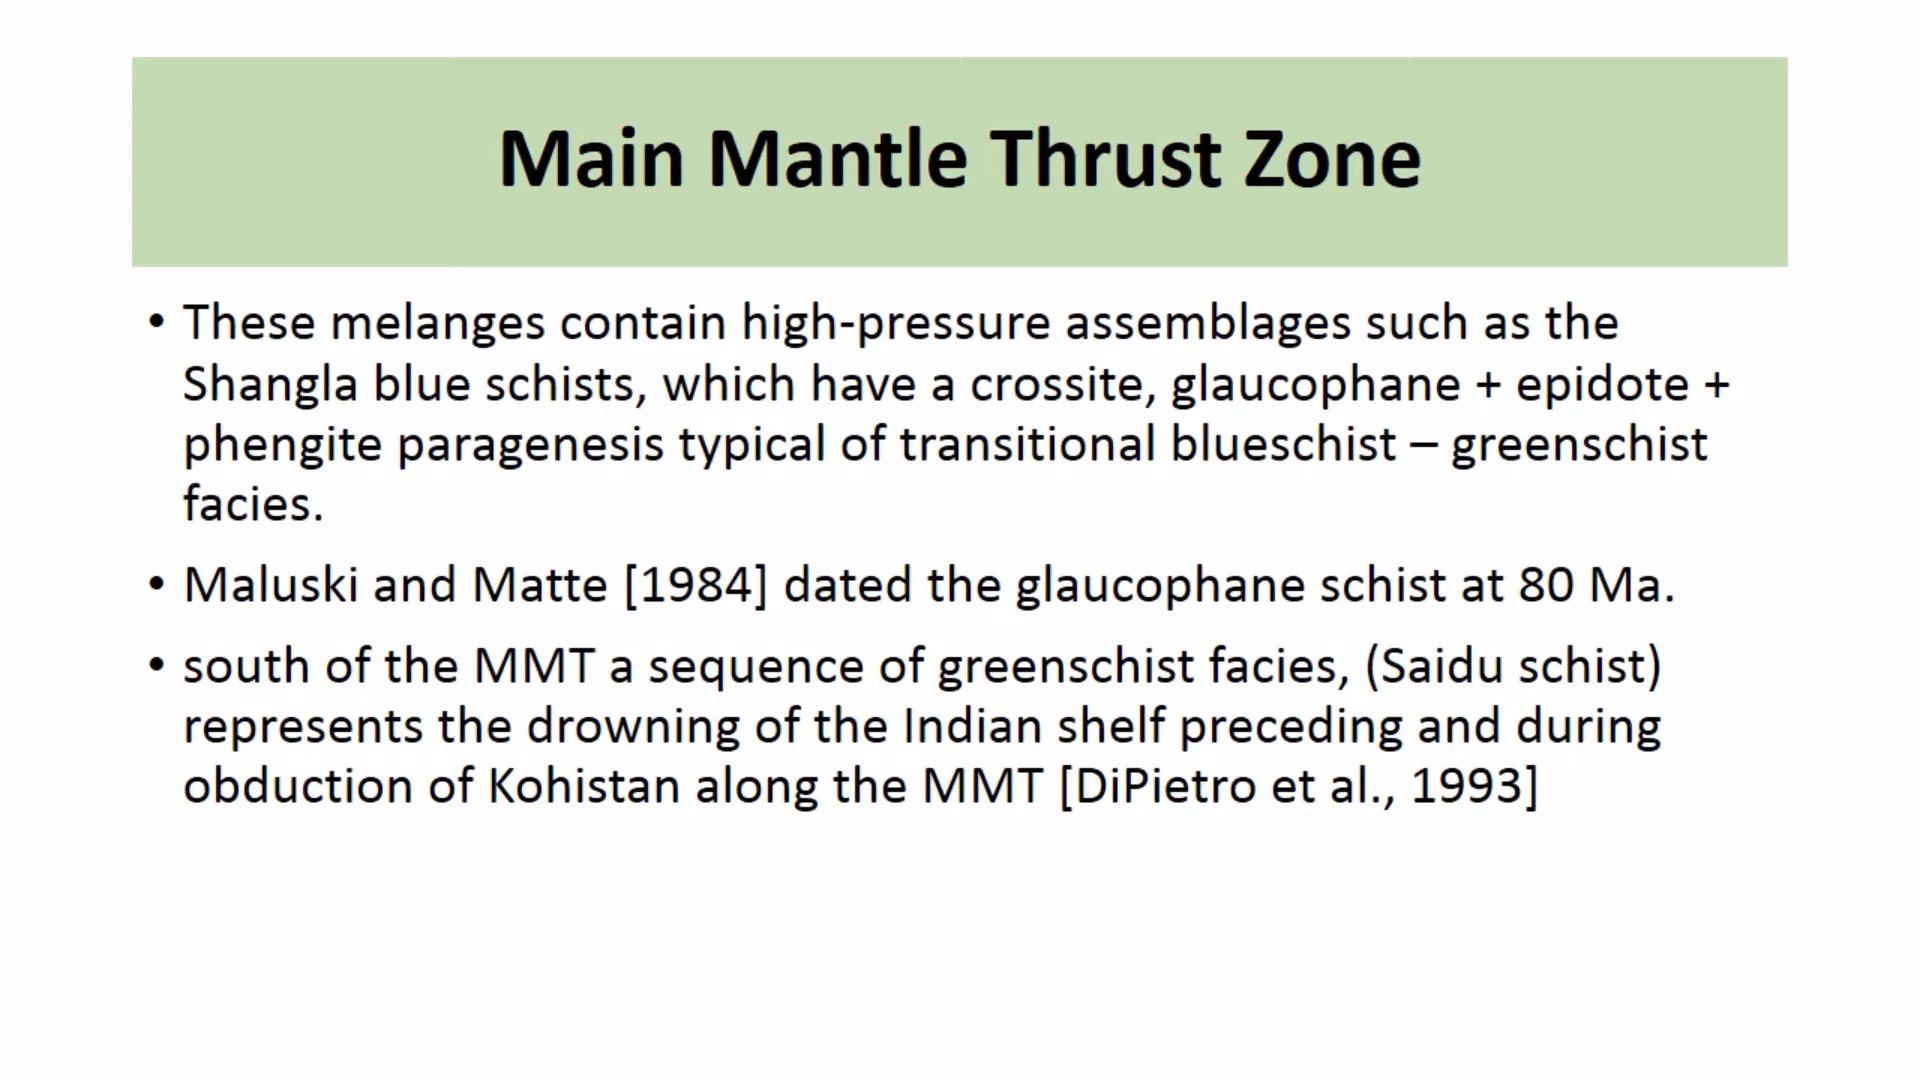 Main Mantle Thrust Zone
• These melanges contain high-pressure assemblages such as the
Shangla blue schists, which have a crossite, glaucophane + epidote +
phengite paragenesis typical of transitional blueschist – greenschist
facies.
• Maluski and Matte [1984] dated the glaucophane schist at 80 Ma.
• south of the MMT a sequence of greenschist facies, (Saidu schist)
represents the drowning of the Indian shelf preceding and during
obduction of Kohistan along the MMT [DiPietro et al., 1993]